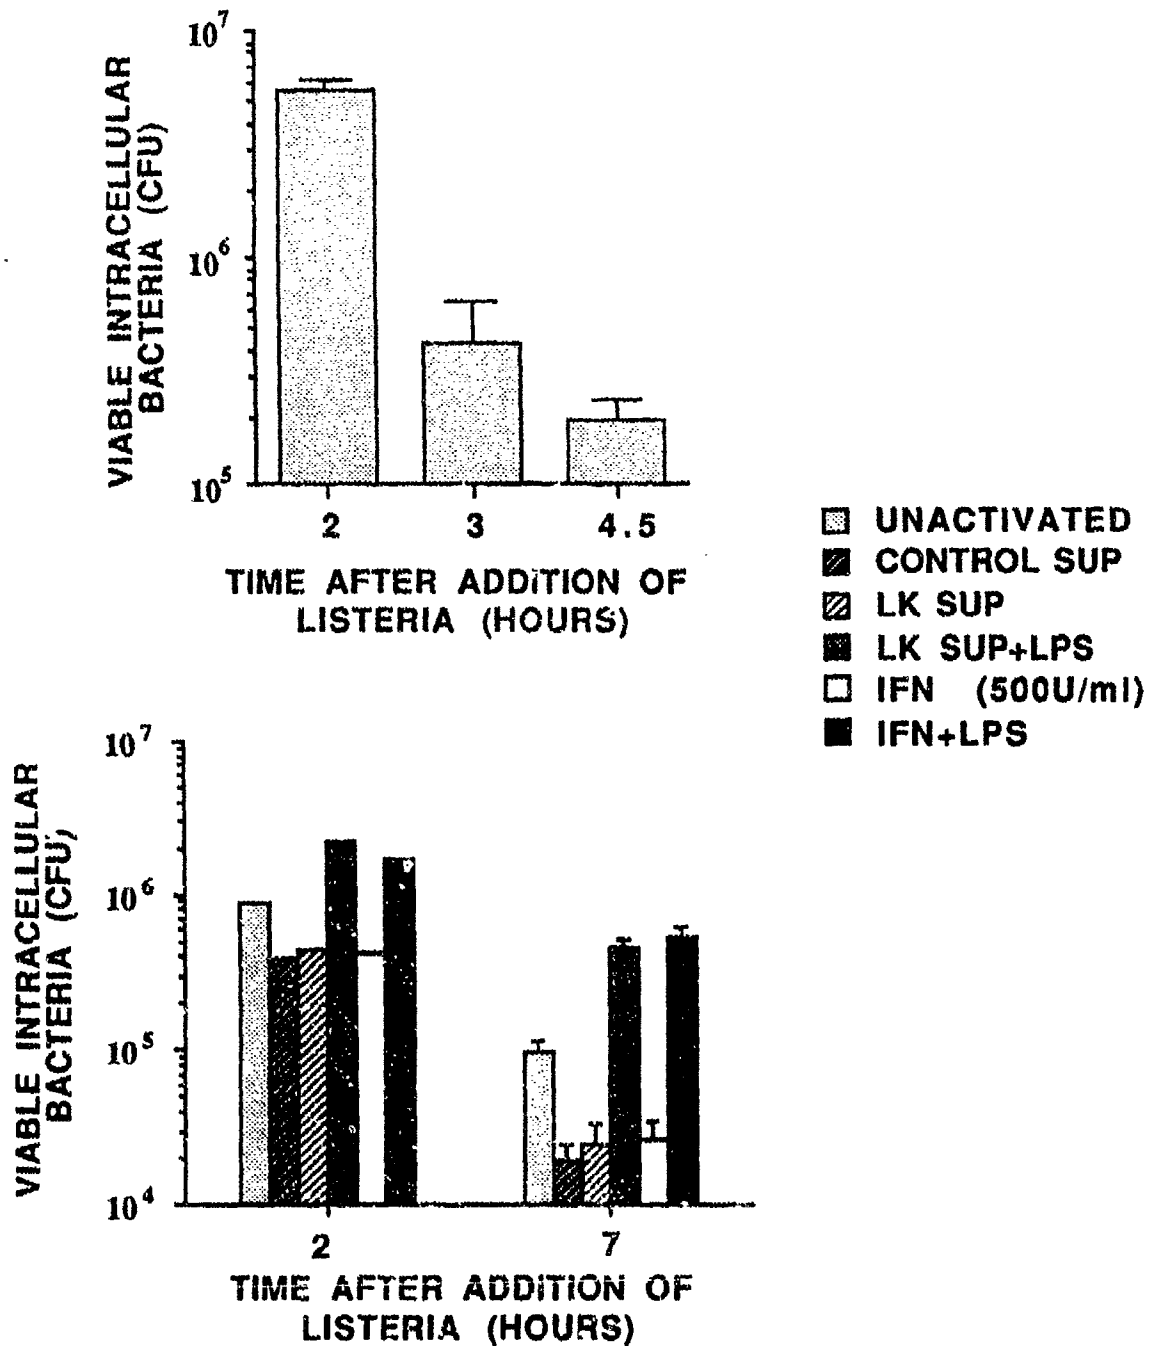 10^7
VIABLE INTRACELLULAR
BACTERIA (CFU)
10^6
10^5
2 3 4.5
TIME AFTER ADDITION OF
LISTERIA (HOURS)
UNACTIVATED
CONTROL SUP
LK SUP
LK SUP+LPS
IFN (500U/ml)
IFN+LPS
10^7
VIABLE INTRACELLULAR
BACTERIA (CFU)
10^6
10^5
10^4
2 7
TIME AFTER ADDITION OF
LISTERIA (HOURS)